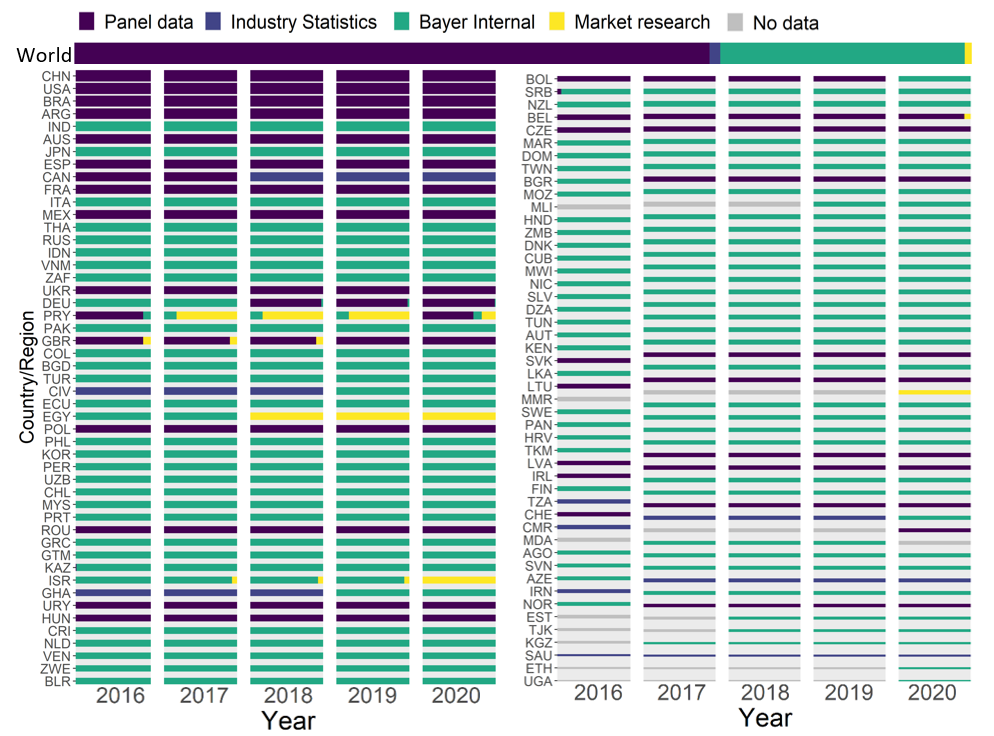 Panel data Industry Statistics Bayer Internal Market research No data
World
Country/Region
CHN
USA
BRA
ARG
IND
AUS
JPN
ESP
CAN
FRA
ITA
MEX
THA
RUS
IDN
VNM
ZAF
UKR
DEU
PRY
PAK
GBR
COL
BGD
TUR
CIV
ECU
EGY
POL
PHL
KOR
PER
UZB
CHL
MYS
PRT
ROU
GRC
GTM
KAZ
ISR
GHA
URY
HUN
CRI
NLD
VEN
ZWE
BLR
2016 2017 2018 2019 2020
Year
BOL
SRB
NZL
BEL
CZE
MAR
DOM
TWN
BGR
MOZ
MLI
HND
ZMB
DNK
CUB
MWI
NIC
SLV
DZA
TUN
AUT
KEN
SVK
LKA
LTU
MMR
SWE
PAN
HRV
TKM
LVA
IRL
FIN
TZA
CHE
CMR
MDA
AGO
SVN
AZE
IRN
NOR
EST
TJK
KGZ
SAU
ETH
UGA
2016 2017 2018 2019 2020
Year